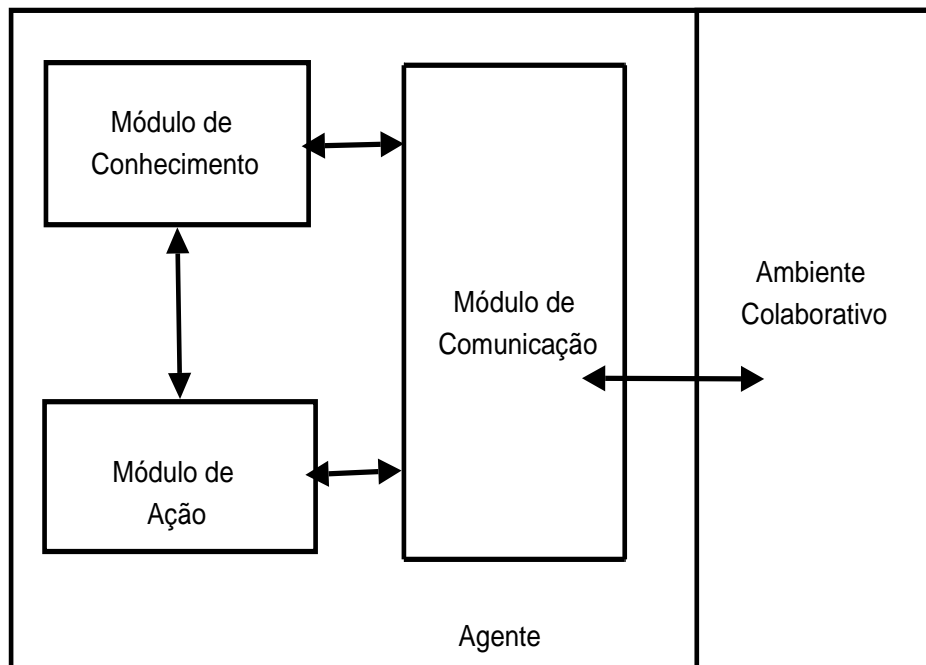 Módulo de
Conhecimento
Módulo de
Comunicação
Ambiente
Colaborativo
Módulo de
Ação
Agente